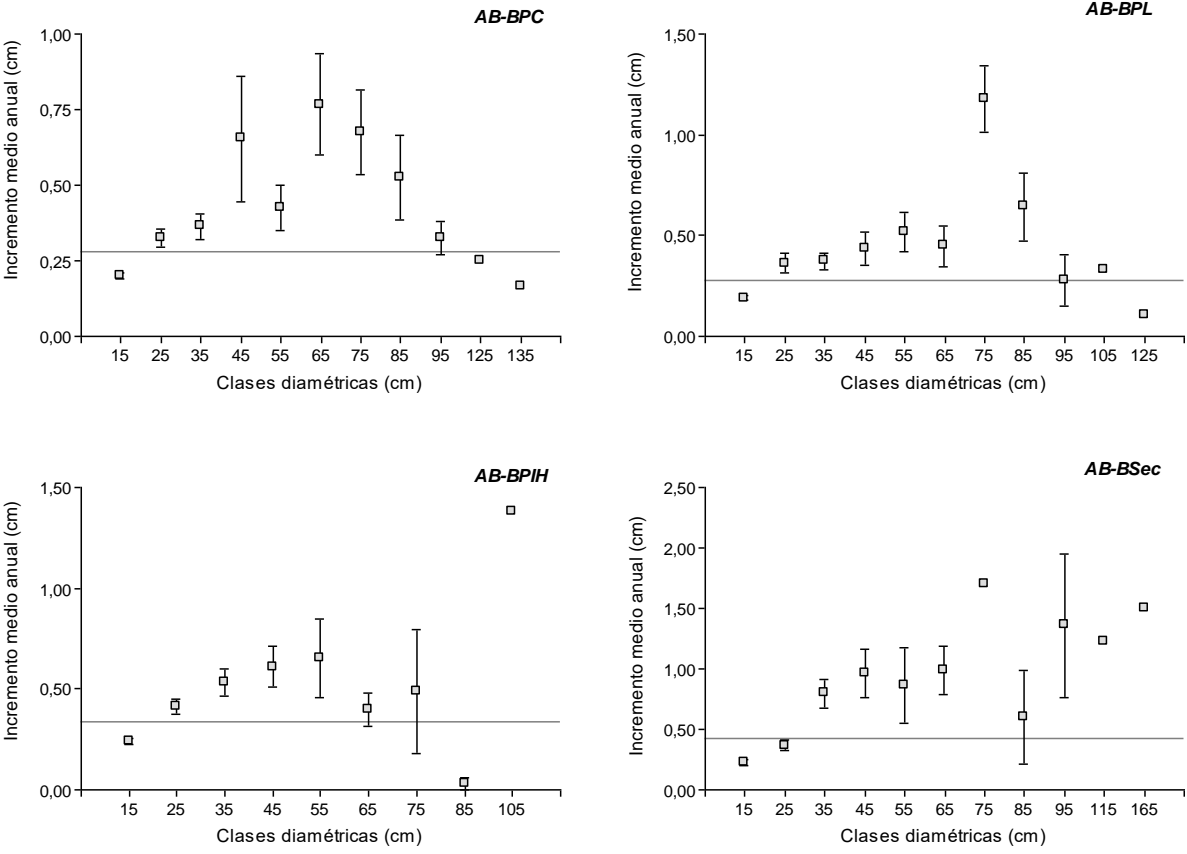 AB-BPC
Incremento medio anual (cm)
1,00
0,75
0,50
0,25
0,00
15 25 35 45 55 65 75 85 95 125 135
Clases diamétricas (cm)
AB-BPL
Incremento medio anual (cm)
1,50
1,00
0,50
0,00
15 25 35 45 55 65 75 85 95 105 125
Clases diamétricas (cm)
AB-BPIH
Incremento medio anual (cm)
1,50
1,00
0,50
0,00
15 25 35 45 55 65 75 85 105
Clases diamétricas (cm)
AB-BSec
Incremento medio anual (cm)
2,50
2,00
1,50
1,00
0,50
0,00
15 25 35 45 55 65 75 85 95 115 165
Clases diamétricas (cm)